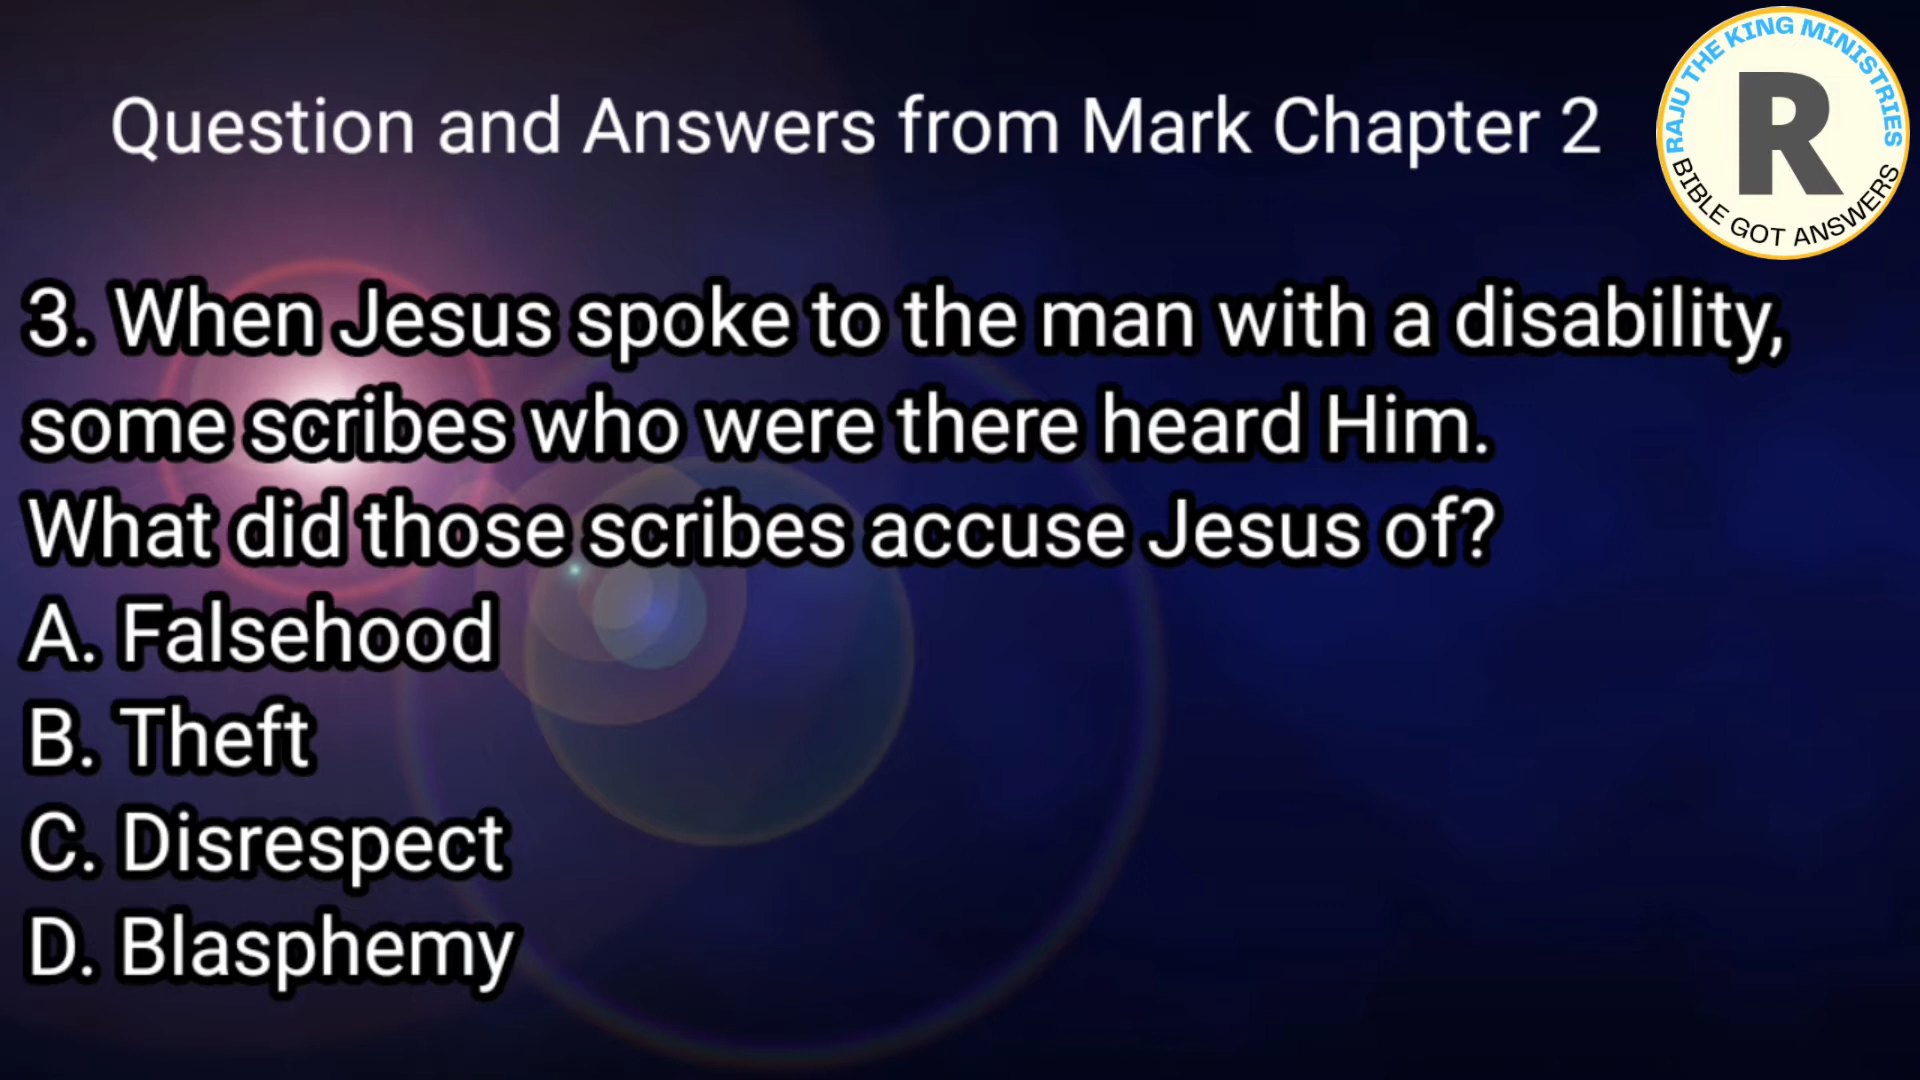 RAJU THE KING MINISTRIES
R
BIBLE GOT ANSWERS
Question and Answers from Mark Chapter 2
3. When Jesus spoke to the man with a disability,
some scribes who were there heard Him.
What did those scribes accuse Jesus of?
A. Falsehood
B. Theft
C. Disrespect
D. Blasphemy